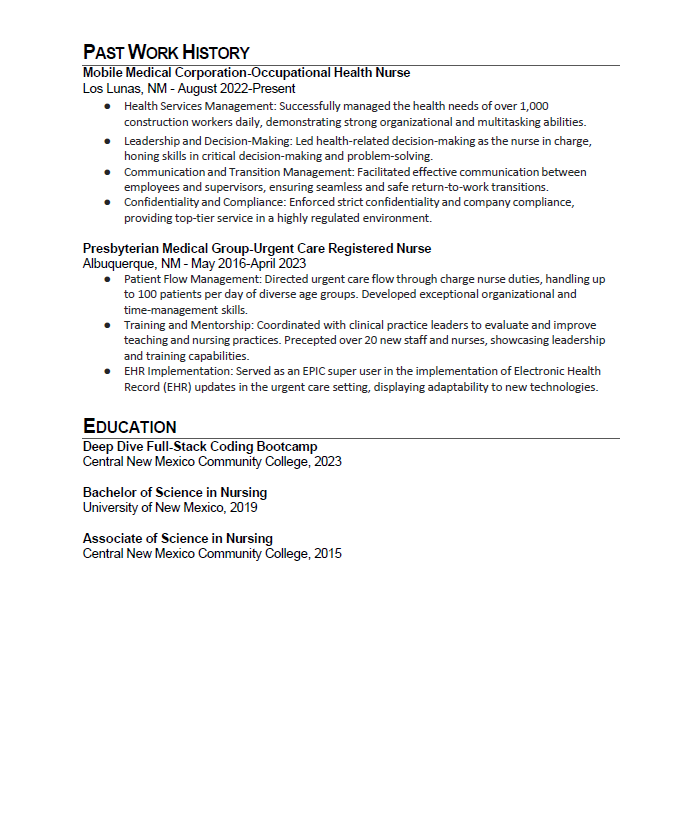 PAST WORK HISTORY
Mobile Medical Corporation-Occupational Health Nurse
Los Lunas, NM - August 2022-Present
● Health Services Management: Successfully managed the health needs of over 1,000
construction workers daily, demonstrating strong organizational and multitasking abilities.
● Leadership and Decision-Making: Led health-related decision-making as the nurse in charge,
honing skills in critical decision-making and problem-solving.
● Communication and Transition Management: Facilitated effective communication between
employees and supervisors, ensuring seamless and safe return-to-work transitions.
● Confidentiality and Compliance: Enforced strict confidentiality and company compliance,
providing top-tier service in a highly regulated environment.
Presbyterian Medical Group-Urgent Care Registered Nurse
Albuquerque, NM - May 2016-April 2023
● Patient Flow Management: Directed urgent care flow through charge nurse duties, handling up
to 100 patients per day of diverse age groups. Developed exceptional organizational and
time-management skills.
● Training and Mentorship: Coordinated with clinical practice leaders to evaluate and improve
teaching and nursing practices. Precepted over 20 new staff and nurses, showcasing leadership
and training capabilities.
● EHR Implementation: Served as an EPIC super user in the implementation of Electronic Health
Record (EHR) updates in the urgent care setting, displaying adaptability to new technologies.
EDUCATION
Deep Dive Full-Stack Coding Bootcamp
Central New Mexico Community College, 2023
Bachelor of Science in Nursing
University of New Mexico, 2019
Associate of Science in Nursing
Central New Mexico Community College, 2015